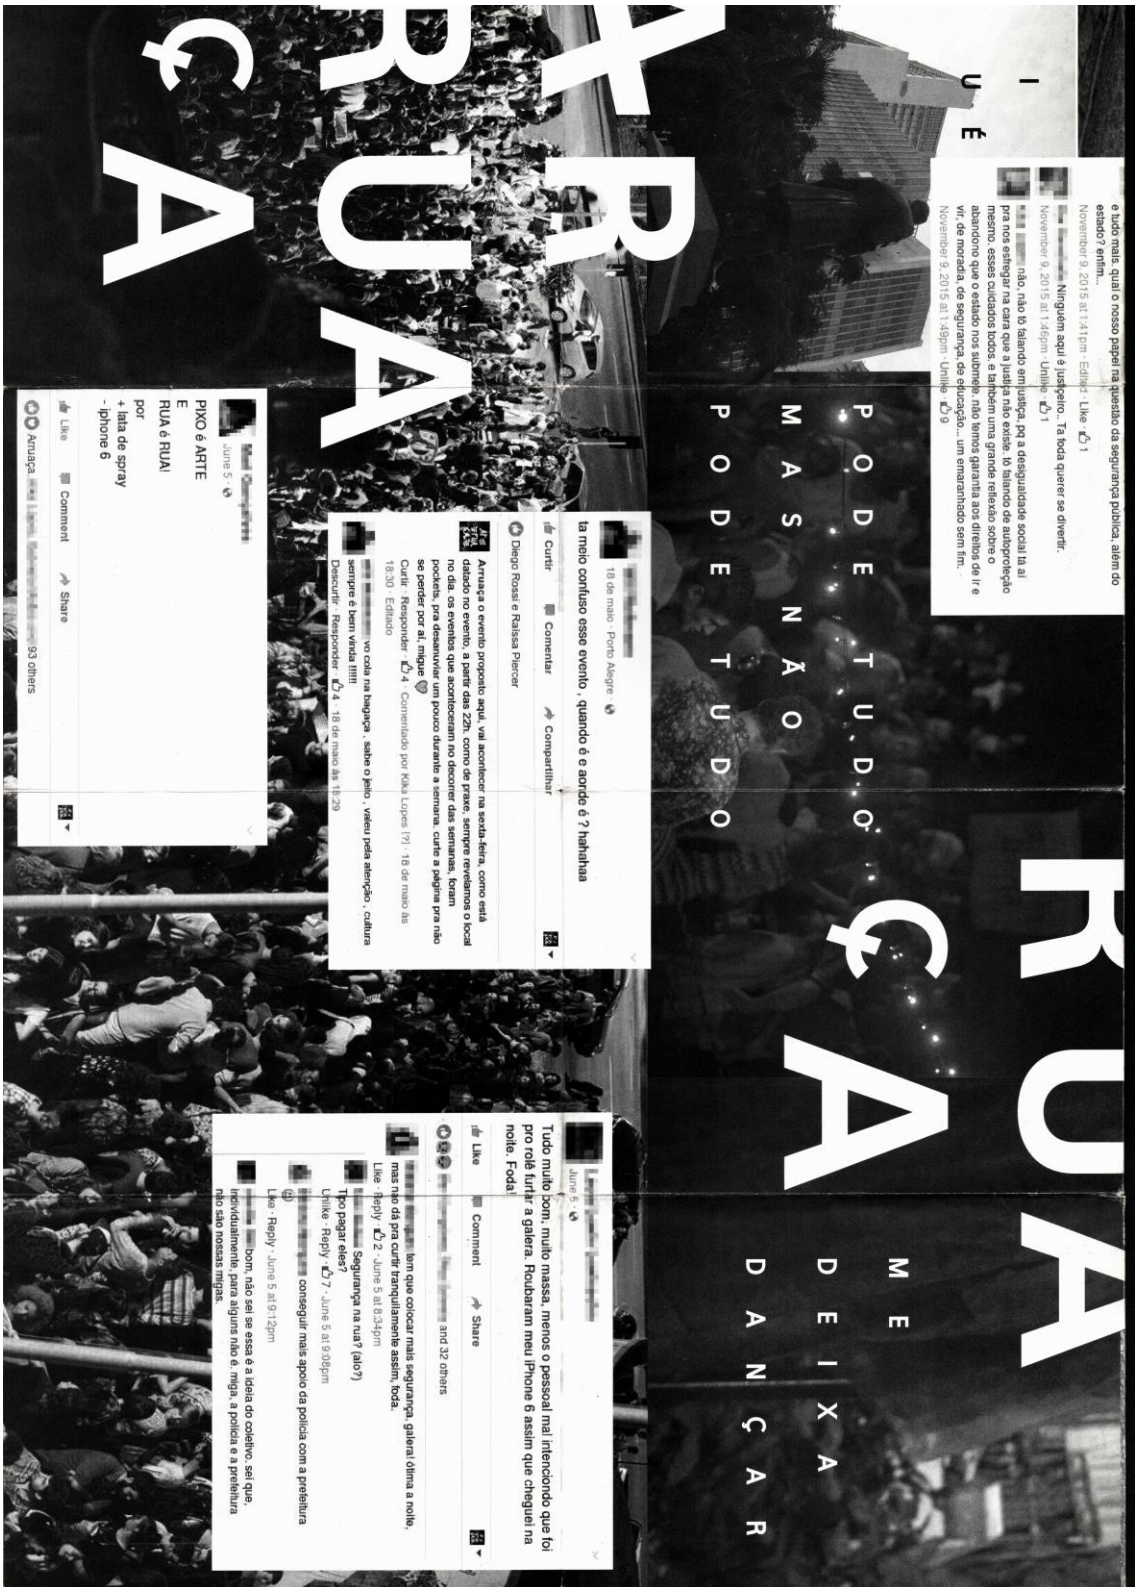 I
U É
e tudo mais. qual o nosso papel na questão da segurança pública, além do
estado? enfim...
November 9, 2015 at 1:41pm · Edited · Like · 1
Ninguém aqui é justiçeiro.. Ta foda querer se divertir.
November 9, 2015 at 1:46pm · Unlike · 1
não, não tô falando em justiça, pq a desigualdade social tá aí
pra nos esfregar na cara que a justiça não existe. tô falando de autoproteção
mesmo, esses cuidados todos. e também uma grande reflexão sobre o
abandono que o estado nos submete. não temos garantia aos direitos de ir e
vir, de moradia, de segurança, de educação... um emaranhado sem fim.
November 9, 2015 at 1:49pm · Unlike · 9
RUA
ÇA
PODE TUDO
MAS NÃO
PODE TUDO
ME
DEIXA
DANÇAR
AR
RUA
ÇA
18 de maio · Porto Alegre ·
ta meio confuso esse evento , quando é e aorde é ? hahahaa
Curtir Comentar Compartilhar
Diego Rossi e Raíssa Piercer
Arruaça o evento proposto aqui, vai acontecer na sexta-feira, como está
datado no evento, a partir das 22h. como de praxe, sempre revelamos o local
no dia. os eventos que aconteceram no decorrer das semanas, foram
pockets, pra desanuviar um pouco durante a semana. curte a página pra não
se perder por aí, migue
Curtir · Responder · 4 · Comentado por Kika Lopes [?] · 18 de maio às
18:30 · Editado
vo cola na bagaça , sabe o jeito , valeu pela atenção , cultura
sempre é bem vinda !!!!!!
Descurtir · Responder · 4 · 18 de maio às 18:29
June 5 ·
Tudo muito bom, muito massa, menos o pessoal mal intenciondo que foi
pro rolê furtar a galera. Roubaram meu iPhone 6 assim que cheguei na
noite. Foda!
Like Comment Share
and 32 others
tem que colocar mais segurança, galera! ótima a noite,
mas nao dá pra curtir tranquilamente assim, foda.
Like · Reply · 2 · June 5 at 8:34pm
Segurança na rua? (alo?)
Tipo pagar eles?
Unlike · Reply · 7 · June 5 at 9:08pm
conseguir mais apoio da polícia com a prefeitura
Like · Reply · June 5 at 9:12pm
bom, não sei se essa é a ideia do coletivo. sei que,
individualmente, para alguns não é. miga, a polícia e a prefeitura
não são nossas migas.
June 5 ·
PIXO é ARTE
E
RUA é RUA!
por
+ lata de spray
- iphone 6
Like Comment Share
Arruaça, 93 others